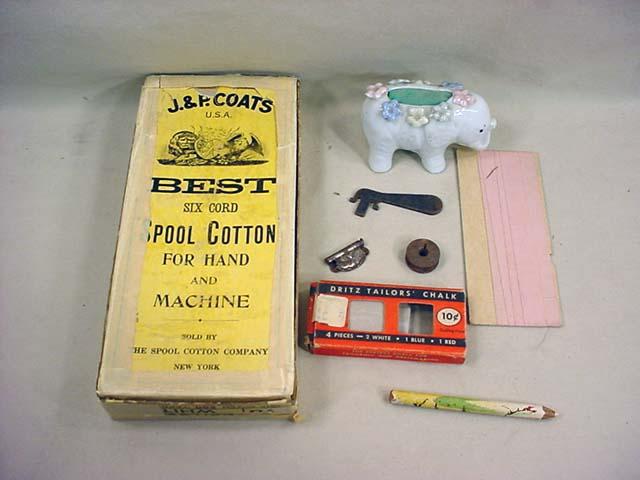 J.&P. COATS
U.S.A.
BEST
SIX CORD
SPOOL COTTON
FOR HAND
AND
MACHINE
SOLD BY
THE SPOOL COTTON COMPANY
NEW YORK
DRITZ TAILORS' CHALK
10¢
4 PIECES — 2 WHITE • 1 BLUE • 1 RED